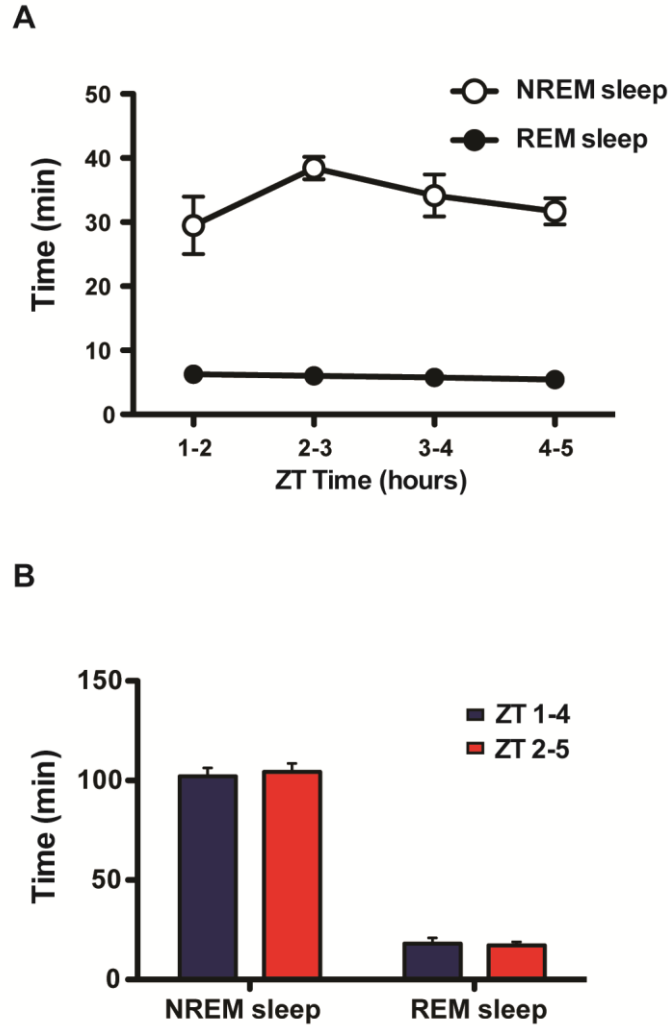 A
NREM sleep
REM sleep
50
40
30
20
10
0
Time (min)
1-2 2-3 3-4 4-5
ZT Time (hours)
B
ZT 1-4
ZT 2-5
150
100
50
0
Time (min)
NREM sleep REM sleep